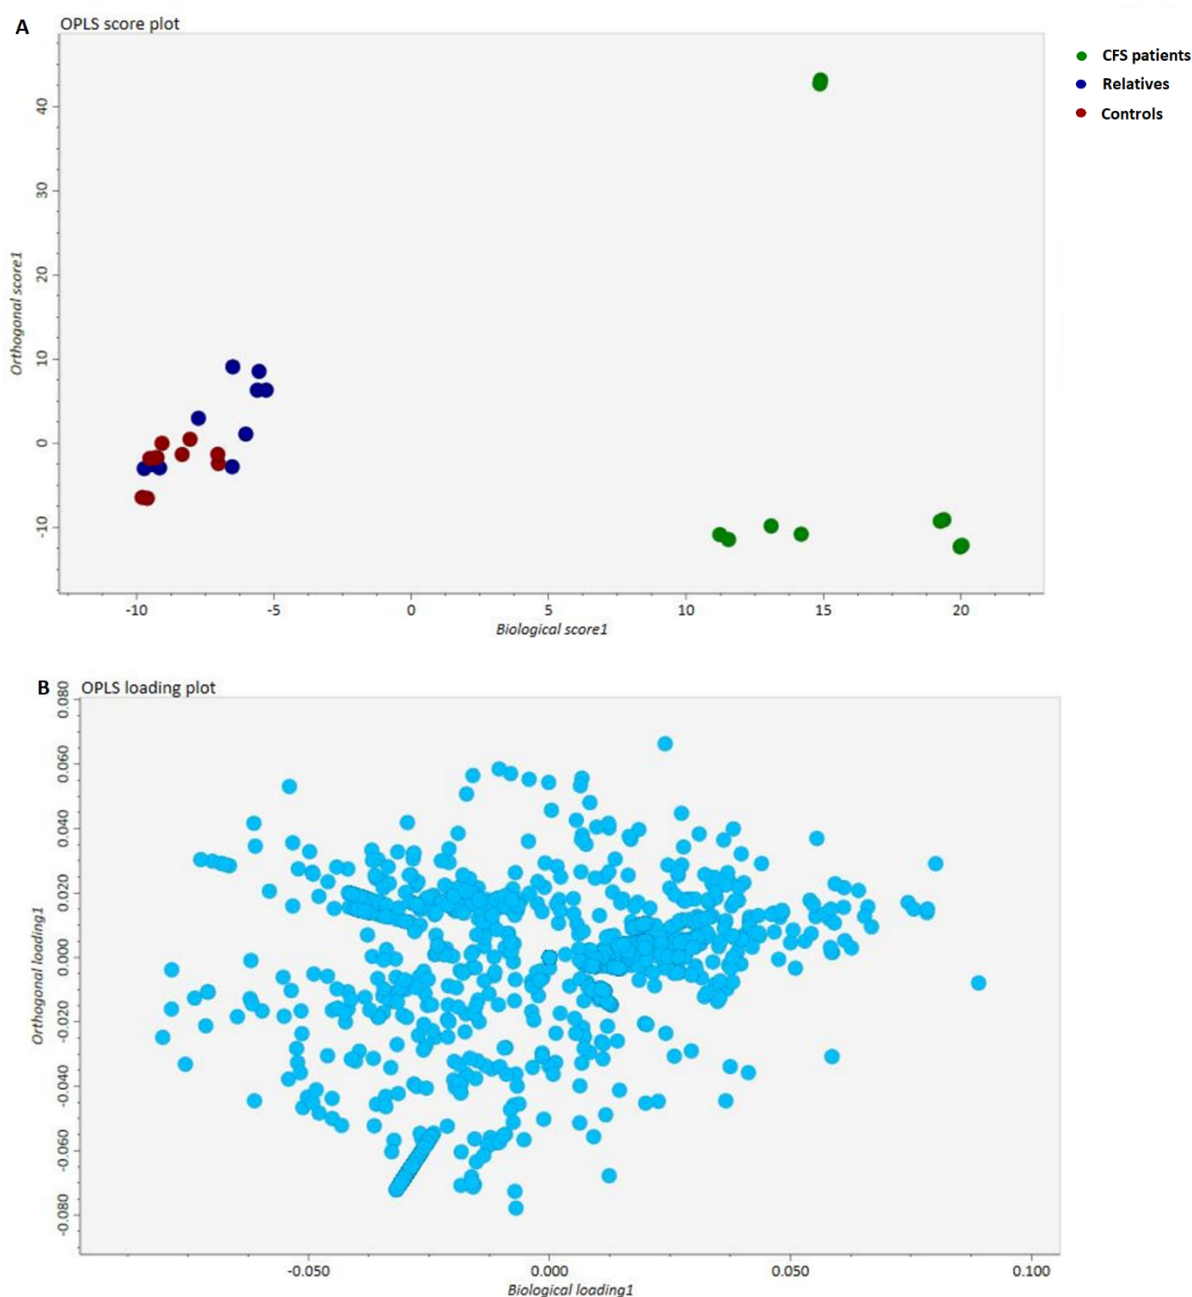 A
OPLS score plot
CFS patients
Relatives
Controls
40
30
20
10
0
-10
Orthogonal score1
-10
-5
0
5
10
15
20
Biological score1
B
OPLS loading plot
0.080
0.060
0.040
0.020
0.000
-0.020
-0.040
-0.060
-0.080
Orthogonal loading1
-0.050
0.000
0.050
0.100
Biological loading1